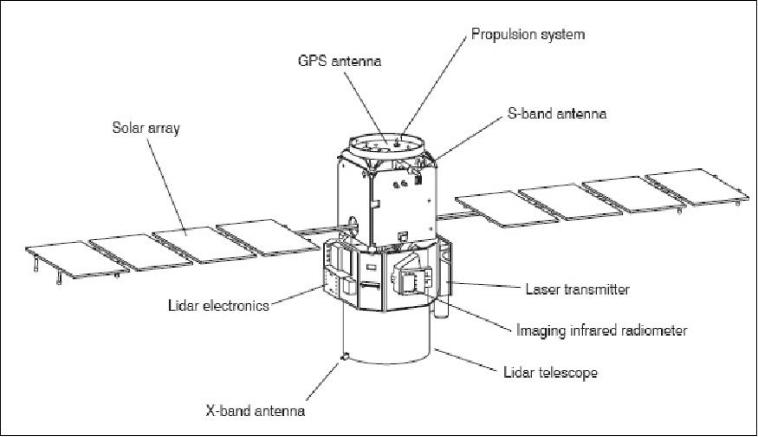 Propulsion system
GPS antenna
S-band antenna
Solar array
Lidar electronics
Laser transmitter
Imaging infrared radiometer
Lidar telescope
X-band antenna